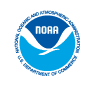 NATIONAL OCEANIC AND ATMOSPHERIC ADMINISTRATION
NOAA
U.S. DEPARTMENT OF COMMERCE